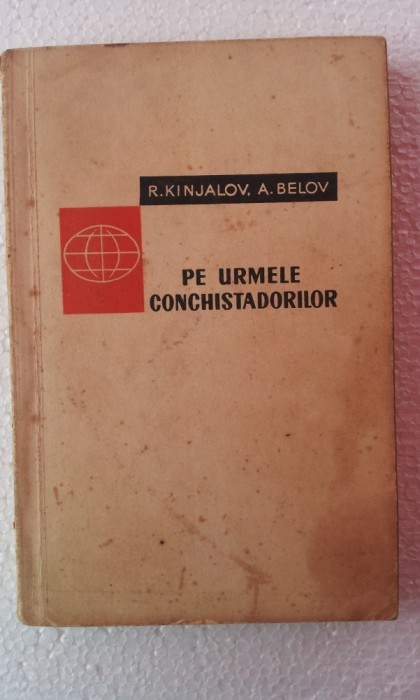 R. KINJALOV, A. BELOV
PE URMELE
CONCHISTADORILOR